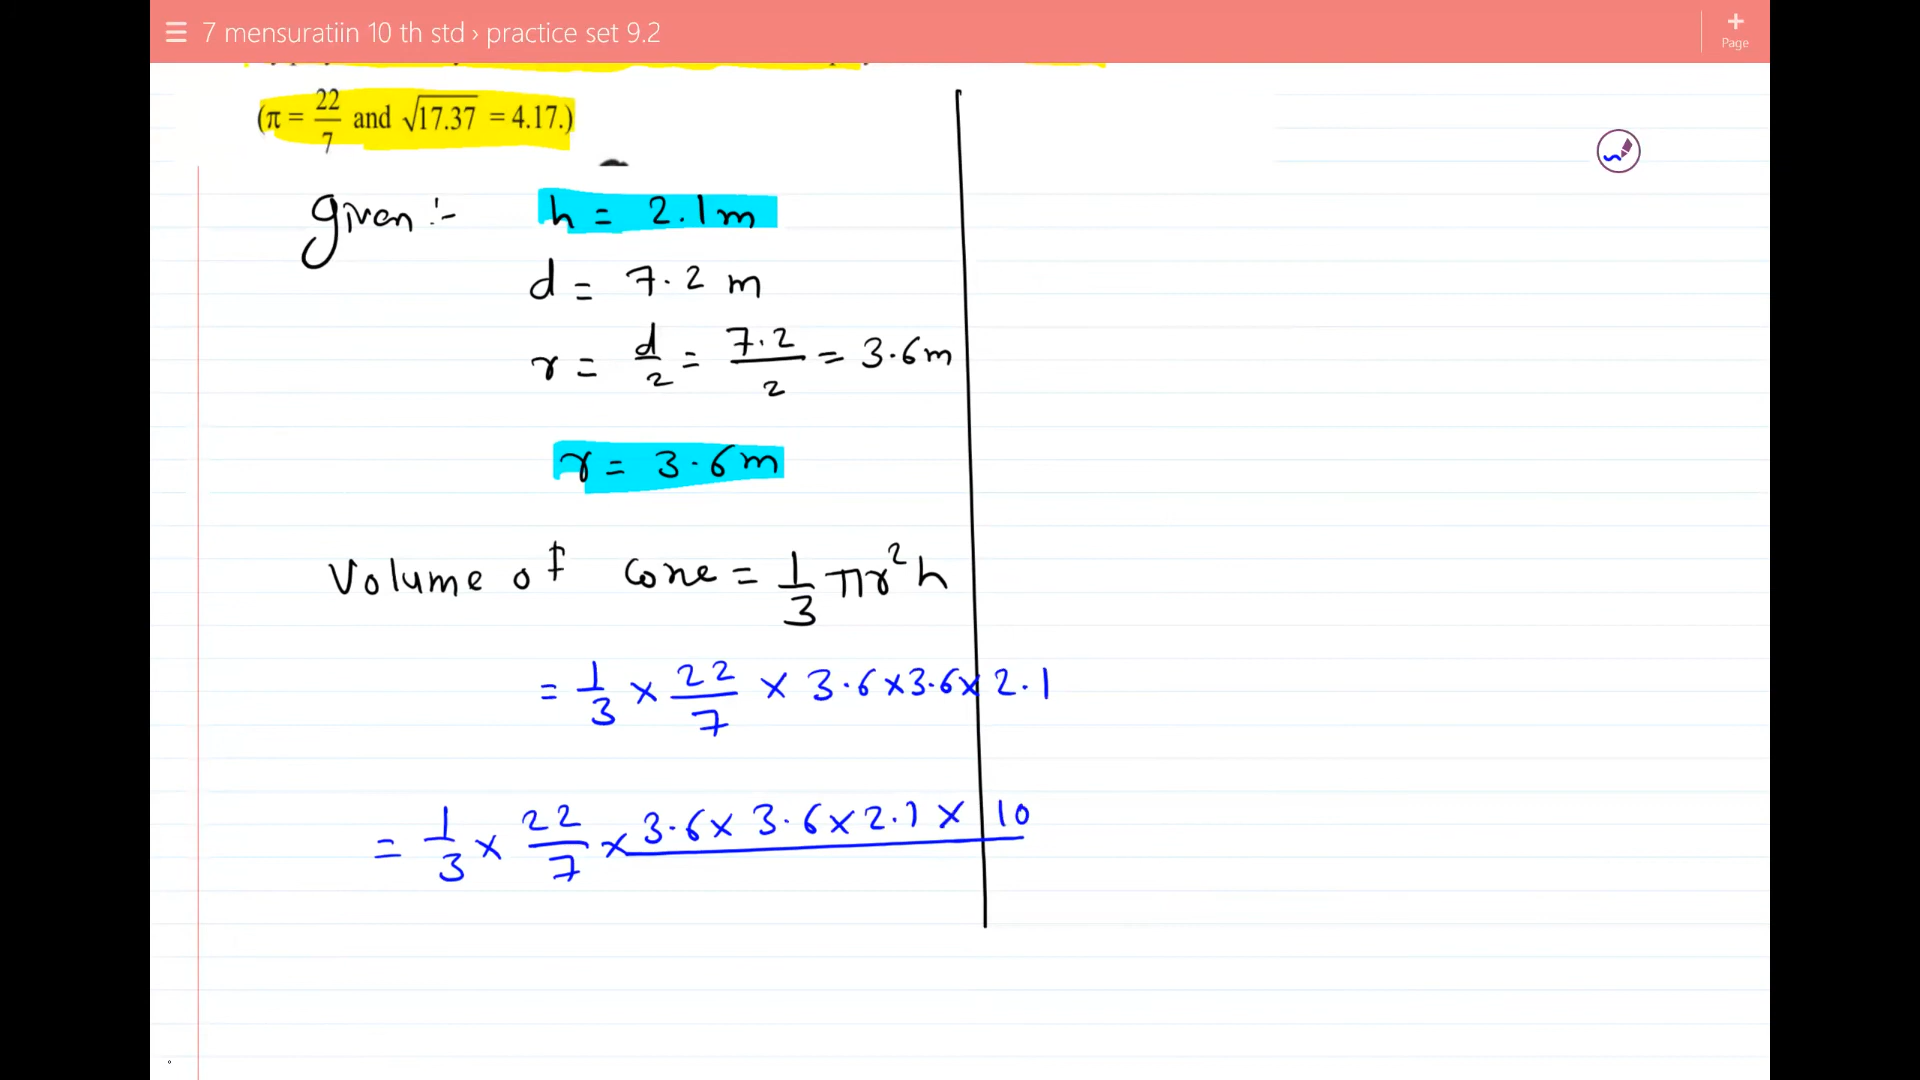 7 mensuratiin 10 th std › practice set 9.2
Page
(π = 22/7 and √17.37 = 4.17.)
Given :- h = 2.1m
d = 7.2 m
r = d/2 = 7.2/2 = 3.6m
r = 3.6m
Volume of Cone = 1/3 πr²h
= 1/3 × 22/7 × 3.6×3.6× 2.1
= 1/3 × 22/7 × 3.6× 3.6×2.1 × 10